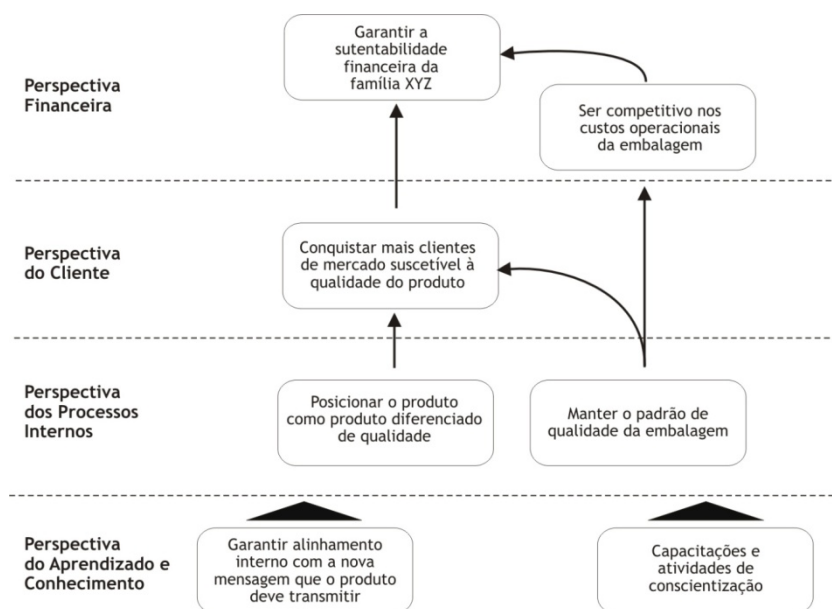 Perspectiva
Financeira
Garantir a
sutentabilidade
financeira da
família XYZ
Ser competitivo nos
custos operacionais
da embalagem
Perspectiva
do Cliente
Conquistar mais clientes
de mercado suscetível à
qualidade do produto
Perspectiva
dos Processos
Internos
Posicionar o produto
como produto diferenciado
de qualidade
Manter o padrão de
qualidade da embalagem
Perspectiva
do Aprendizado e
Conhecimento
Garantir alinhamento
interno com a nova
mensagem que o produto
deve transmitir
Capacitações e
atividades de
conscientização